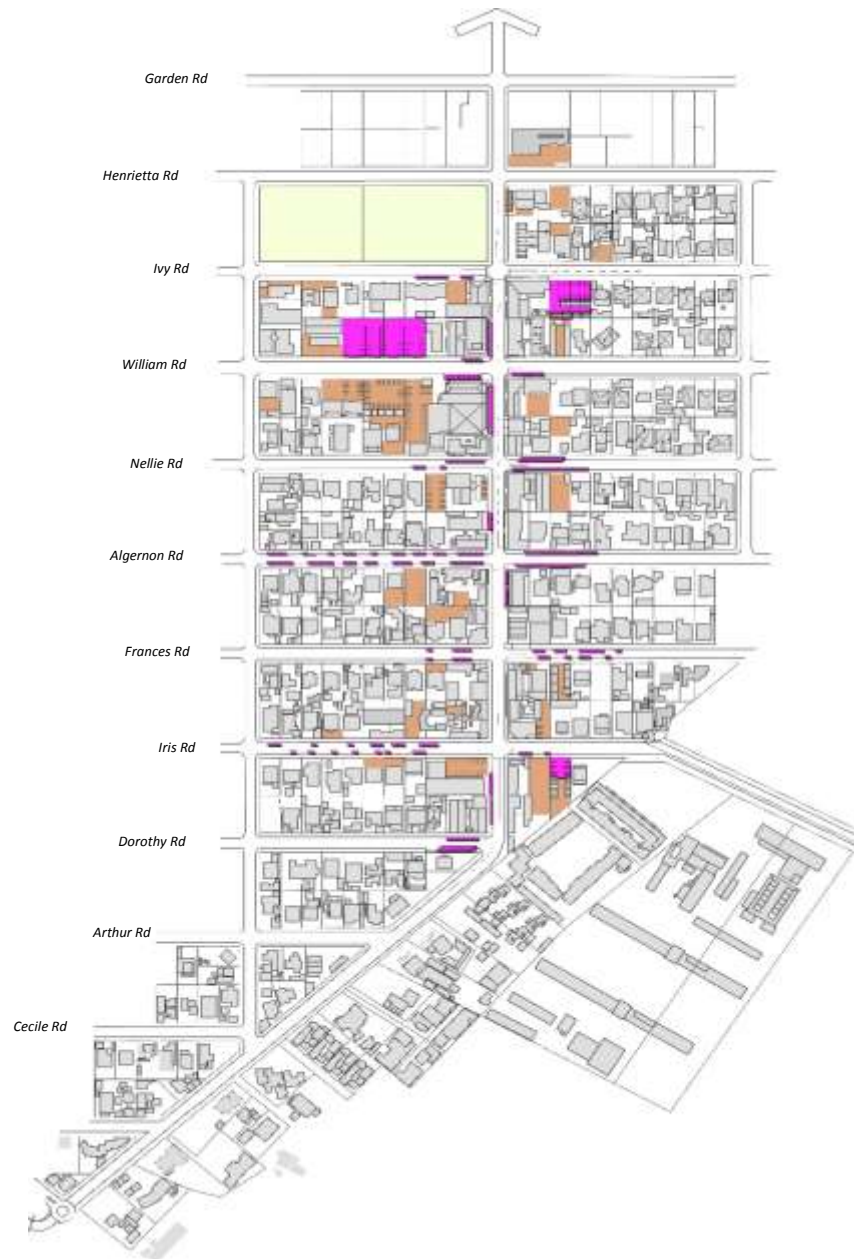 Garden Rd
Henrietta Rd
Ivy Rd
William Rd
Nellie Rd
Algernon Rd
Frances Rd
Iris Rd
Dorothy Rd
Arthur Rd
Cecile Rd